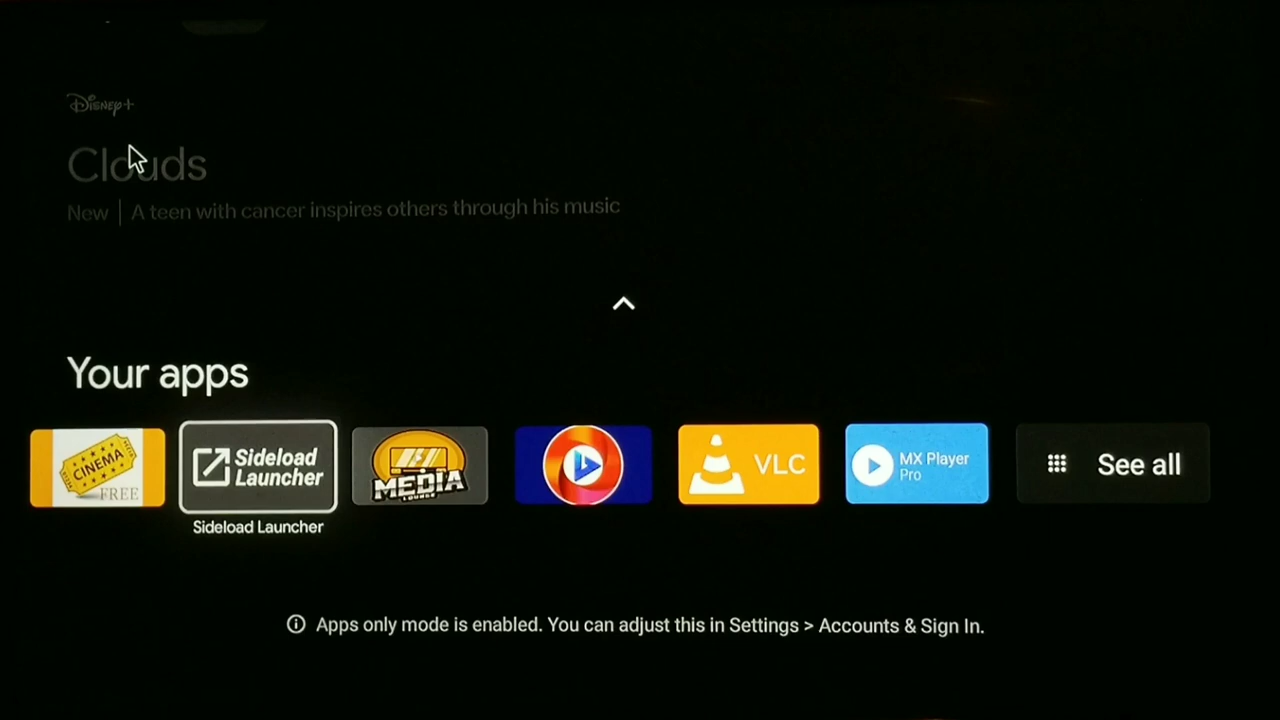 Disney+
Clouds
New | A teen with cancer inspires others through his music
Your apps
CINEMA
FREE
Sideload
Launcher
MEDIA
LOUNGE
VLC
MX Player
Pro
See all
Sideload Launcher
Apps only mode is enabled. You can adjust this in Settings > Accounts & Sign In.